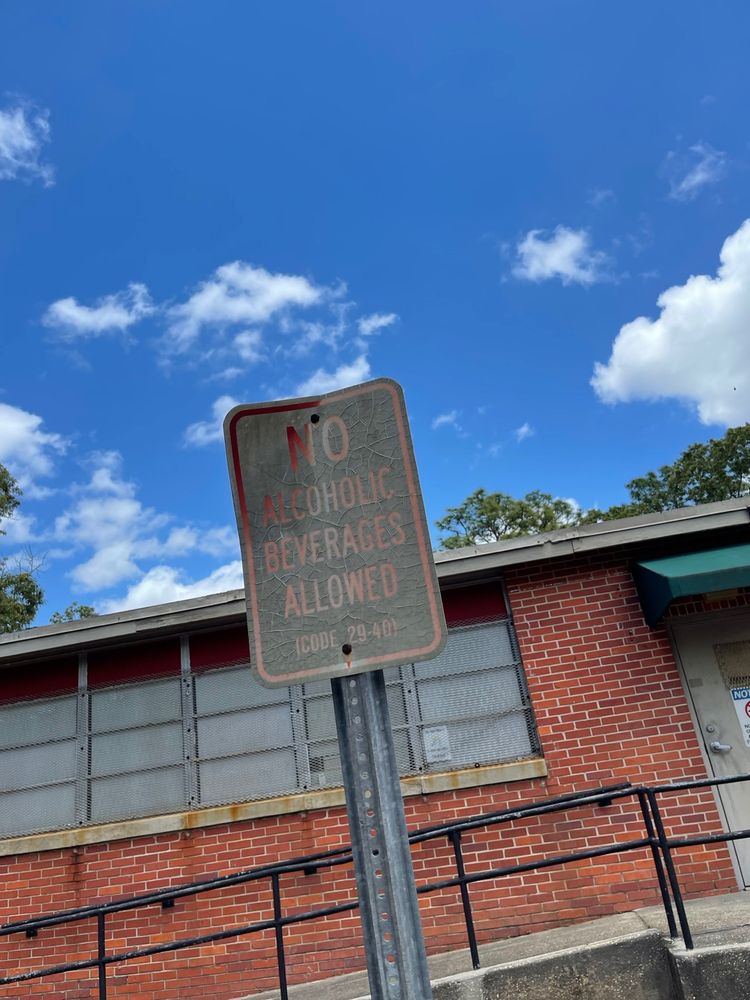 NO
ALCOHOLIC
BEVERAGES
ALLOWED
(CODE 29-40)